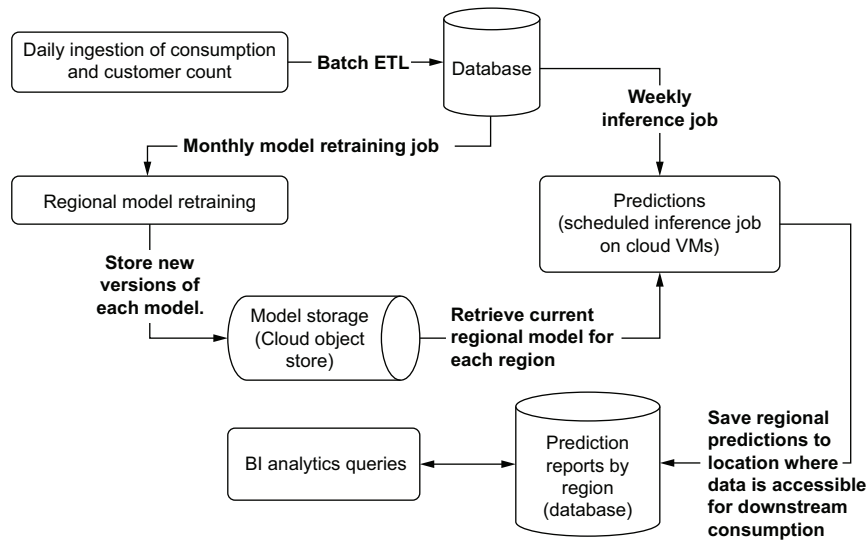 Daily ingestion of consumption
and customer count
Batch ETL
Database
Weekly
inference job
Monthly model retraining job
Regional model retraining
Predictions
(scheduled inference job
on cloud VMs)
Store new
versions of
each model.
Model storage
(Cloud object
store)
Retrieve current
regional model for
each region
Save regional
predictions to
location where
data is accessible
for downstream
consumption
Prediction
reports by
region
(database)
BI analytics queries